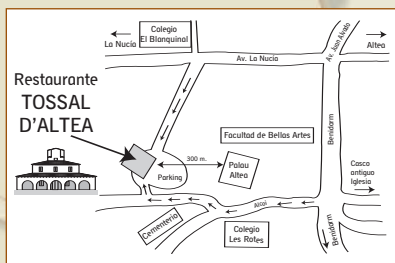 Colegio
El Blanquinal
La Nucía
Av. La Nucía
Av. Juan Alvado
Altea
Restaurante
TOSSAL
D'ALTEA
300 m.
Facultad de Bellas Artes
Benidorm
Parking
Palau
Altea
Casco
antiguo
Iglesia
Alcoi
Cementerio
Colegio
Les Rotes
Benidorm